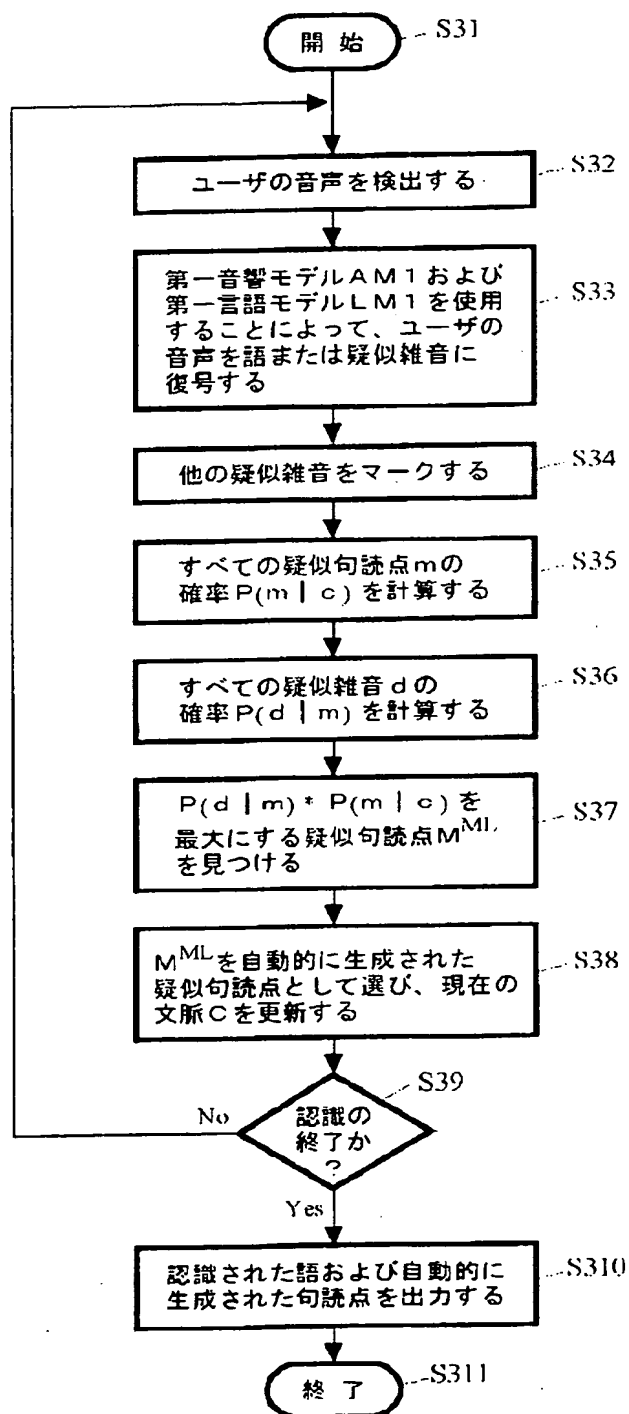 開始
S31
ユーザの音声を検出する
S32
第一音響モデルAM1および
第一言語モデルLM1を使用
することによって、ユーザの
音声を語または疑似雑音に
復号する
S33
他の疑似雑音をマークする
S34
すべての疑似句読点mの
確率P(m|c)を計算する
S35
すべての疑似雑音dの
確率P(d|m)を計算する
S36
P(d|m)* P(m|c)を
最大にする疑似句読点M^ML
を見つける
S37
M^MLを自動的に生成された
疑似句読点として選び、現在の
文脈Cを更新する
S38
S39
No
認識の
終了か
?
Yes
認識された語および自動的に
生成された句読点を出力する
S310
終了
S311